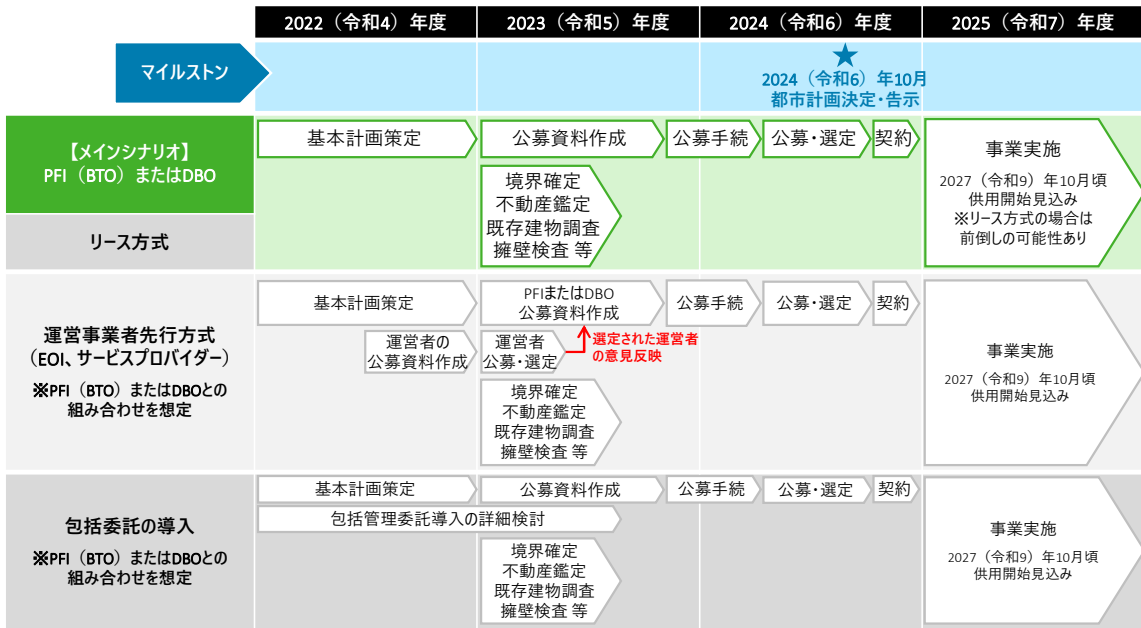 2022（令和4）年度
2023（令和5）年度
2024（令和6）年度
2025（令和7）年度
マイルストン
★
2024（令和6）年10月
都市計画決定・告示
【メインシナリオ】
PFI（BTO）またはDBO
リース方式
基本計画策定
公募資料作成
公募手続
公募・選定
契約
境界確定
不動産鑑定
既存建物調査
擁壁検査 等
事業実施
2027（令和9）年10月頃
供用開始見込み
※リース方式の場合は
前倒しの可能性あり
運営事業者先行方式
（EOI、サービスプロバイダー）
※PFI（BTO）またはDBOとの
組み合わせを想定
基本計画策定
PFIまたはDBO
公募資料作成
公募手続
公募・選定
契約
運営者の
公募資料作成
運営者
公募・選定
選定された運営者
の意見反映
境界確定
不動産鑑定
既存建物調査
擁壁検査 等
事業実施
2027（令和9）年10月頃
供用開始見込み
包括委託の導入
※PFI（BTO）またはDBOとの
組み合わせを想定
基本計画策定
公募資料作成
公募手続
公募・選定
契約
包括管理委託導入の詳細検討
境界確定
不動産鑑定
既存建物調査
擁壁検査 等
事業実施
2027（令和9）年10月頃
供用開始見込み